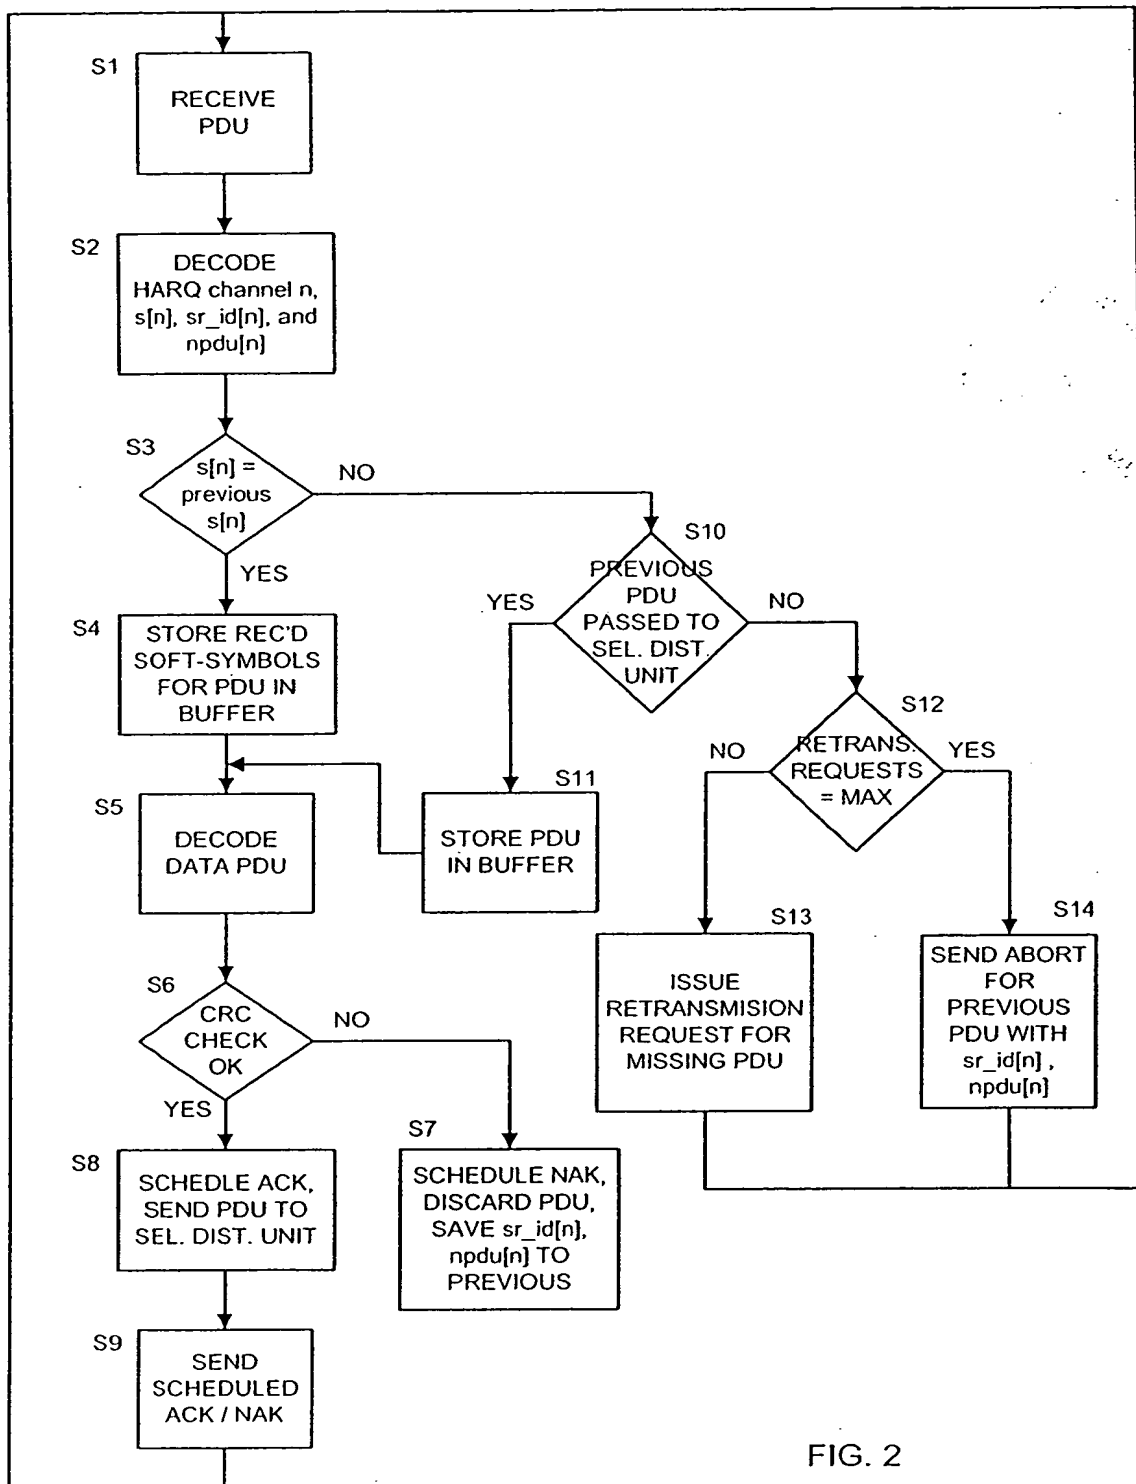 S1
RECEIVE
PDU
S2
DECODE
HARQ channel n,
s[n], sr_id[n], and
npdu[n]
S3
s[n] =
previous
s[n]
NO
YES
S10
PREVIOUS
PDU
PASSED TO
SEL. DIST.
UNIT
YES
NO
S4
STORE REC'D
SOFT-SYMBOLS
FOR PDU IN
BUFFER
S12
RETRANS.
REQUESTS
= MAX
NO
YES
S5
DECODE
DATA PDU
S11
STORE PDU
IN BUFFER
S13
ISSUE
RETRANSMISION
REQUEST FOR
MISSING PDU
S14
SEND ABORT
FOR
PREVIOUS
PDU WITH
sr_id[n] ,
npdu[n]
S6
CRC
CHECK
OK
NO
YES
S7
SCHEDULE NAK,
DISCARD PDU,
SAVE sr_id[n],
npdu[n] TO
PREVIOUS
S8
SCHEDLE ACK,
SEND PDU TO
SEL. DIST. UNIT
S9
SEND
SCHEDULED
ACK / NAK
FIG. 2